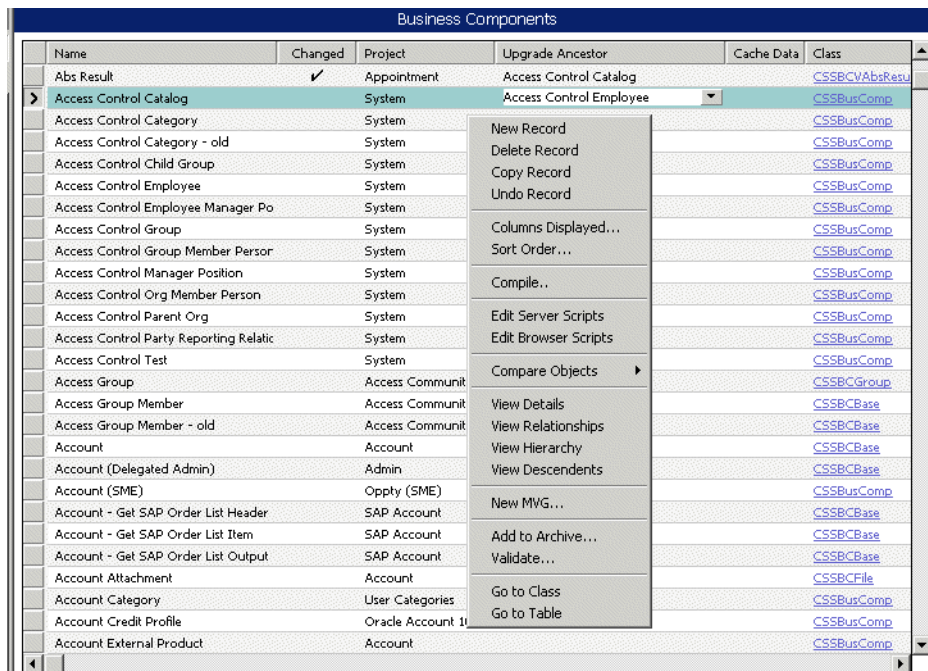 Business Components
Name Changed Project Upgrade Ancestor Cache Data Class
Abs Result ✔ Appointment Access Control Catalog CSSBCVAbsResu
Access Control Catalog System Access Control Employee CSSBusComp
Access Control Category System CSSBusComp
Access Control Category - old System CSSBusComp
Access Control Child Group System CSSBusComp
Access Control Employee System CSSBusComp
Access Control Employee Manager Po System CSSBusComp
Access Control Group System CSSBusComp
Access Control Group Member Person System CSSBusComp
Access Control Manager Position System CSSBusComp
Access Control Org Member Person System CSSBusComp
Access Control Parent Org System CSSBusComp
Access Control Party Reporting Relatic System CSSBusComp
Access Control Test System CSSBusComp
Access Group Access Communit CSSBCGroup
Access Group Member Access Communit CSSBCBase
Access Group Member - old Access Communit CSSBCBase
Account Account CSSBCBase
Account (Delegated Admin) Admin CSSBCBase
Account (SME) Oppty (SME) CSSBusComp
Account - Get SAP Order List Header SAP Account CSSBCBase
Account - Get SAP Order List Item SAP Account CSSBCBase
Account - Get SAP Order List Output SAP Account CSSBCBase
Account Attachment Account CSSBCFile
Account Category User Categories CSSBusComp
Account Credit Profile Oracle Account 1 CSSBusComp
Account External Product Account CSSBusComp
New Record
Delete Record
Copy Record
Undo Record
Columns Displayed...
Sort Order...
Compile..
Edit Server Scripts
Edit Browser Scripts
Compare Objects
View Details
View Relationships
View Hierarchy
View Descendents
New MVG...
Add to Archive...
Validate...
Go to Class
Go to Table